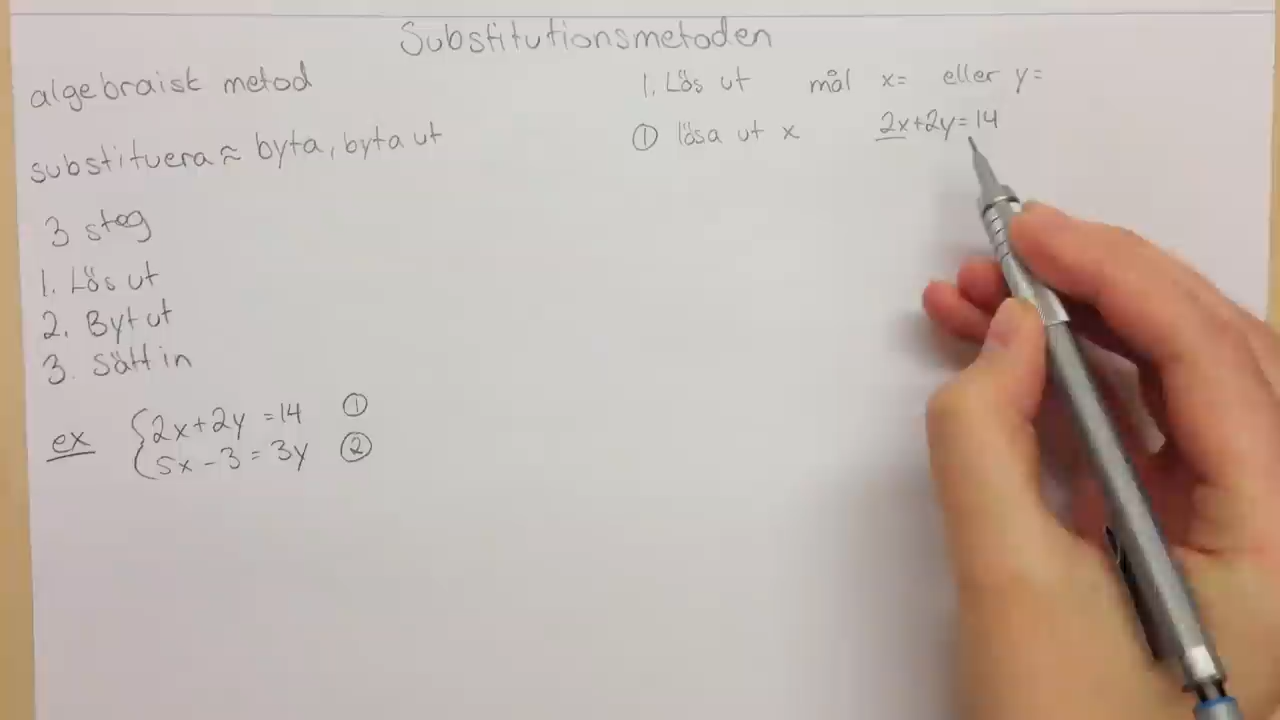 Substitutionsmetoden
algebraisk metod
substituera ≈ byta, byta ut
3 steg
1. Lös ut
2. Byt ut
3. Sätt in
ex { 2x+2y =14 ①
5x -3 = 3y ②
1. Lös ut mål x= eller y=
① lösa ut x 2x+2y=14